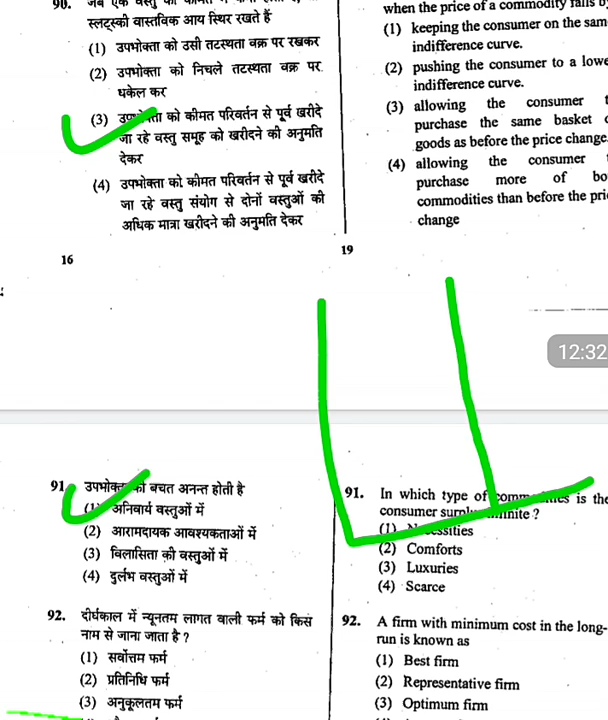 90. जब एक वस्तु की कीमत में
स्लट्स्की वास्तविक आय स्थिर रखते हैं
(1) उपभोक्ता को उसी तटस्थता वक्र पर रखकर
(2) उपभोक्ता को निचले तटस्थता वक्र पर
धकेल कर
(3) उपभोक्ता को कीमत परिवर्तन से पूर्व खरीदे
जा रहे वस्तु समूह को खरीदने की अनुमति
देकर
(4) उपभोक्ता को कीमत परिवर्तन से पूर्व खरीदे
जा रहे वस्तु संयोग से दोनों वस्तुओं की
अधिक मात्रा खरीदने की अनुमति देकर
16
when the price of a commodity falls
(1) keeping the consumer on the sam
indifference curve.
(2) pushing the consumer to a lowe
indifference curve.
(3) allowing the consumer
purchase the same basket
goods as before the price change.
(4) allowing the consumer
purchase more of bo
commodities than before the pri
change
19
12:32
91. उपभोक्ता की बचत अनन्त होती है
(1) अनिवार्य वस्तुओं में
(2) आरामदायक आवश्यकताओं में
(3) विलासिता की वस्तुओं में
(4) दुर्लभ वस्तुओं में
92. दीर्घकाल में न्यूनतम लागत वाली फर्म को किस
नाम से जाना जाता है ?
(1) सर्वोत्तम फर्म
(2) प्रतिनिधि फर्म
(3) अनुकूलतम फर्म
91. In which type of commodities is the
consumer surplus infinite ?
(1) Necessities
(2) Comforts
(3) Luxuries
(4) Scarce
92. A firm with minimum cost in the long-
run is known as
(1) Best firm
(2) Representative firm
(3) Optimum firm